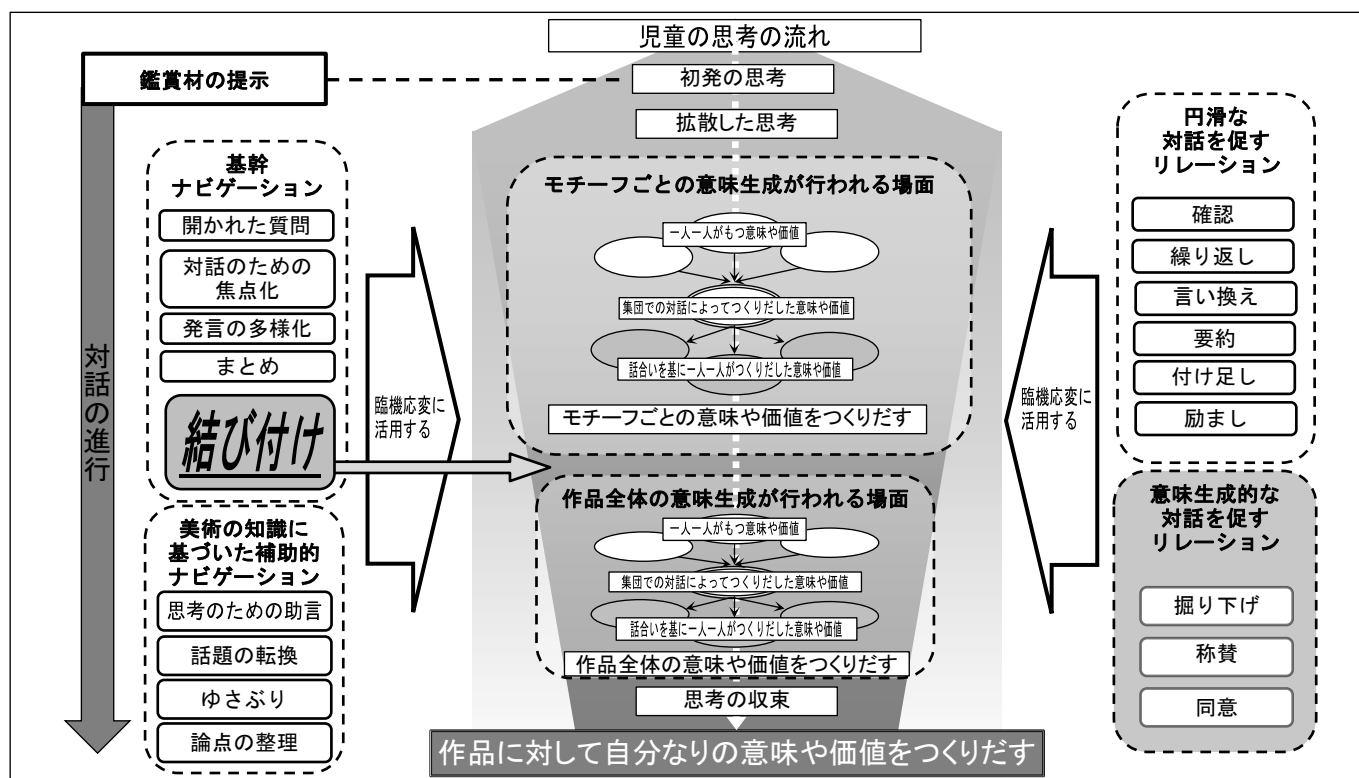 児童の思考の流れ
鑑賞材の提示
初発の思考
拡散した思考
対話の進行
基幹
ナビゲーション
開かれた質問
対話のための
焦点化
発言の多様化
まとめ
結び付け
美術の知識に
基づいた補助的
ナビゲーション
思考のための助言
話題の転換
ゆさぶり
論点の整理
臨機応変に
活用する
モチーフごとの意味生成が行われる場面
一人一人がもつ意味や価値
集団での対話によってつくりだした意味や価値
話合いを基に一人一人がつくりだした意味や価値
モチーフごとの意味や価値をつくりだす
作品全体の意味生成が行われる場面
一人一人がもつ意味や価値
集団での対話によってつくりだした意味や価値
話合いを基に一人一人がつくりだした意味や価値
作品全体の意味や価値をつくりだす
思考の収束
作品に対して自分なりの意味や価値をつくりだす
臨機応変に
活用する
円滑な
対話を促す
リレーション
確認
繰り返し
言い換え
要約
付け足し
励まし
意味生成的な
対話を促す
リレーション
掘り下げ
称賛
同意